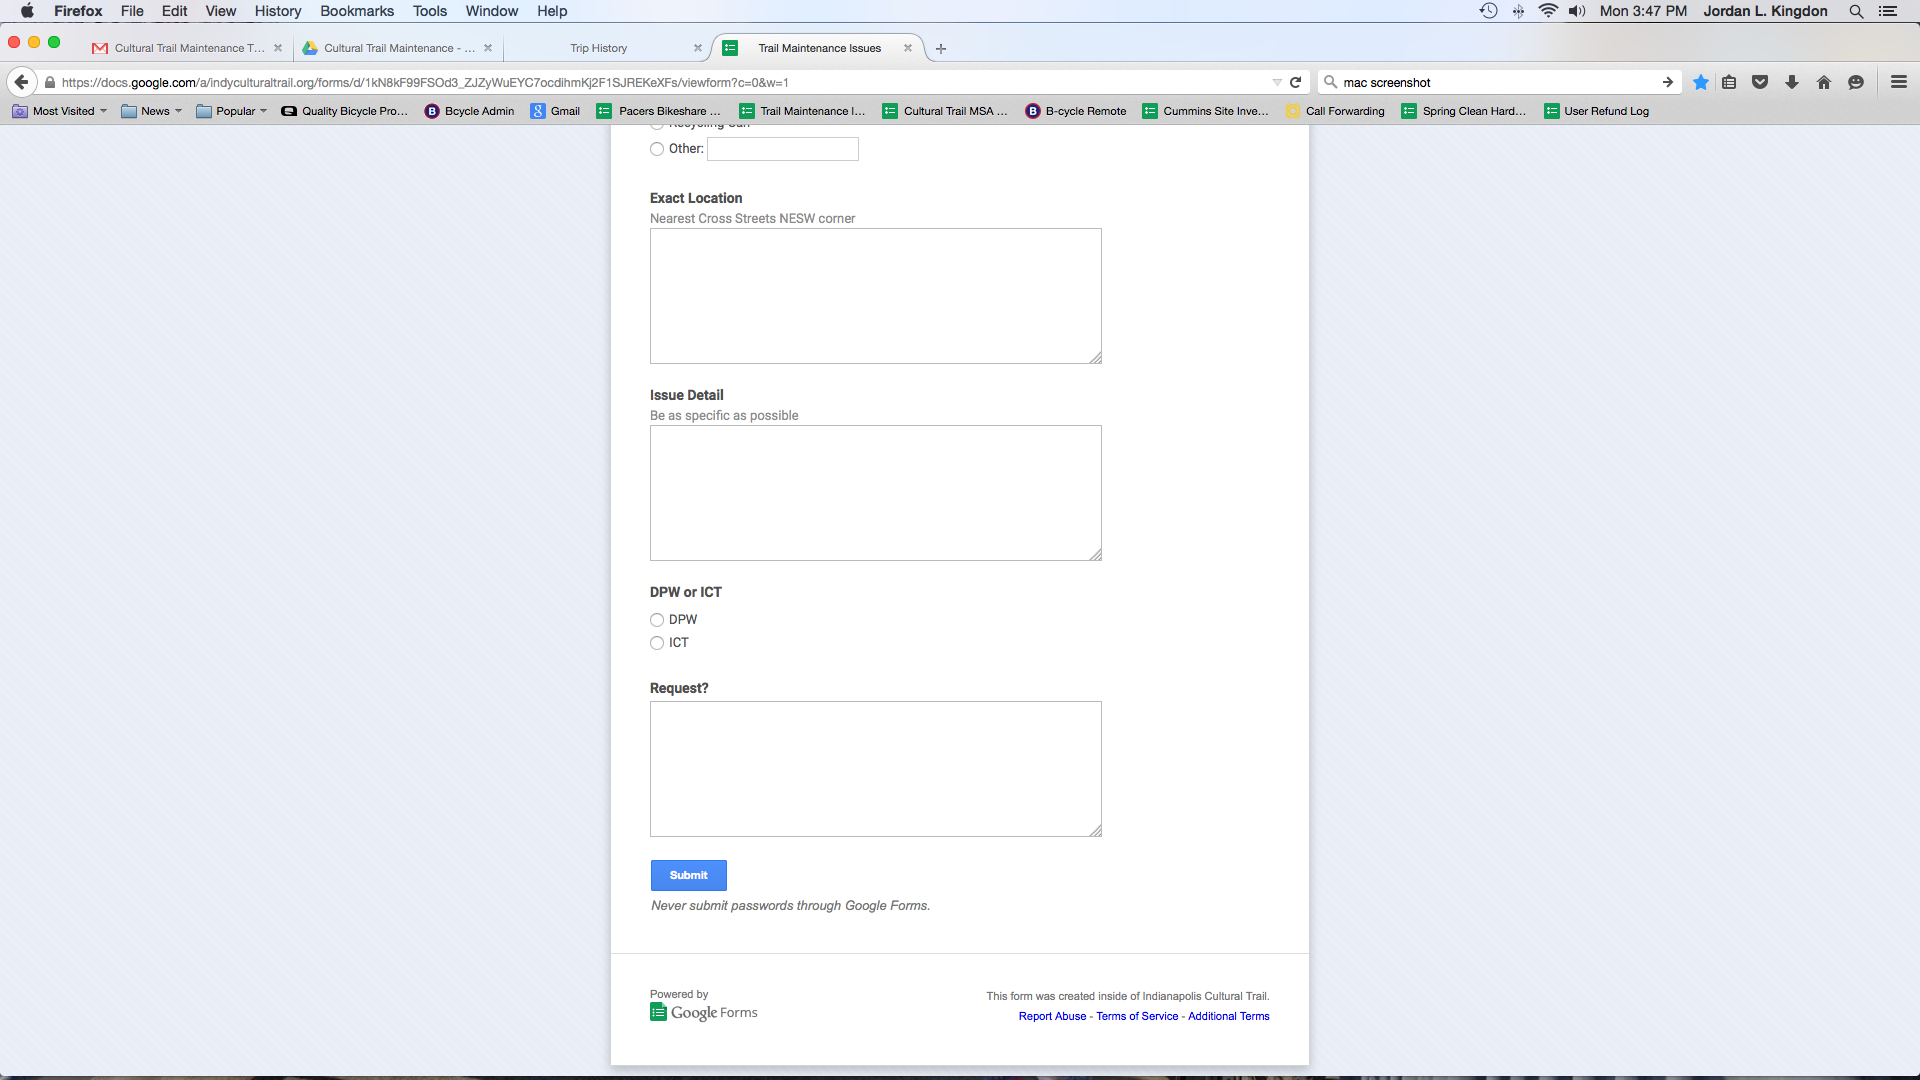 Firefox File Edit View History Bookmarks Tools Window Help Mon 3:47 PM Jordan L. Kingdon
Cultural Trail Maintenance T... Cultural Trail Maintenance - ... Trip History Trail Maintenance Issues
https://docs.google.com/a/indyculturaltrail.org/forms/d/1kN8kF99FSOd3_ZJZyWuEYC7ocdihmKj2F1SJREKeXFs/viewform?c=0&w=1 mac screenshot
Most Visited News Popular Quality Bicycle Pro... Bcycle Admin Gmail Pacers Bikeshare ... Trail Maintenance I... Cultural Trail MSA ... B-cycle Remote Cummins Site Inve... Call Forwarding Spring Clean Hard... User Refund Log
Recycling Can
Other:
Exact Location
Nearest Cross Streets NESW corner
Issue Detail
Be as specific as possible
DPW or ICT
DPW
ICT
Request?
Submit
Never submit passwords through Google Forms.
Powered by
Google Forms
This form was created inside of Indianapolis Cultural Trail.
Report Abuse - Terms of Service - Additional Terms